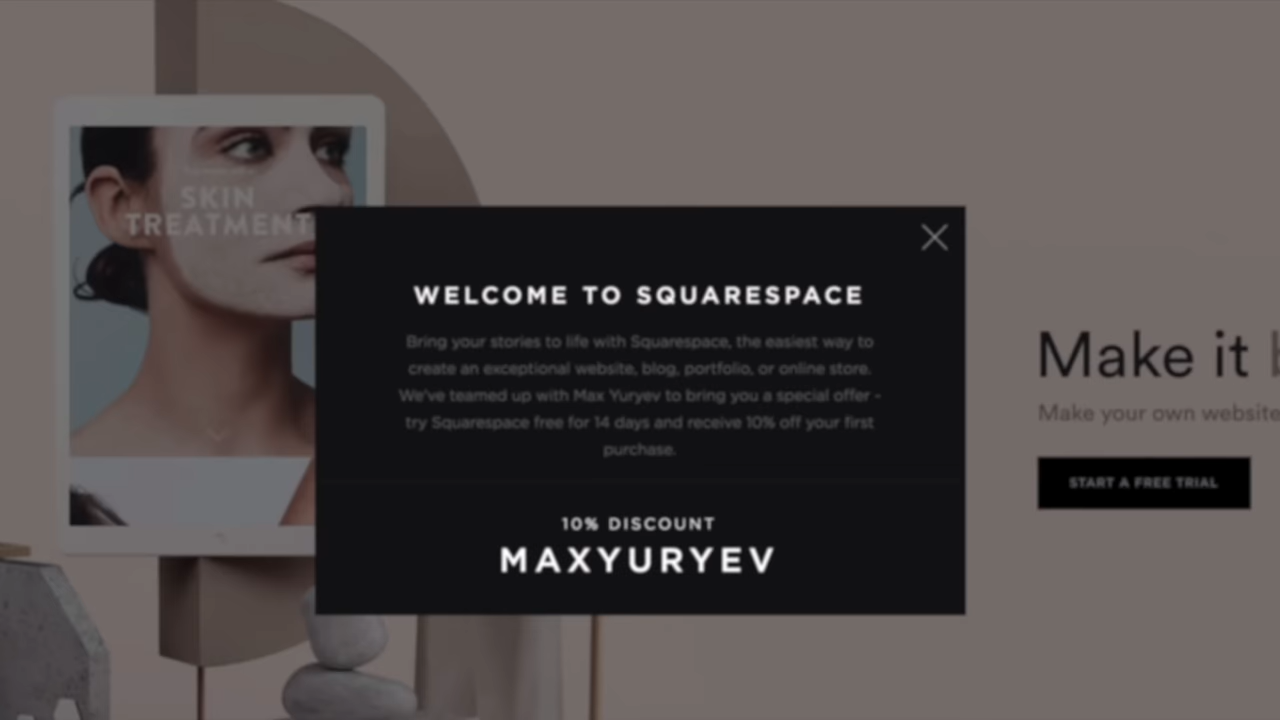 SKIN
TREATMENT
WELCOME TO SQUARESPACE
Bring your stories to life with Squarespace, the easiest way to
create an exceptional website, blog, portfolio, or online store.
We've teamed up with Max Yuryev to bring you a special offer -
try Squarespace free for 14 days and receive 10% off your first
purchase.
10% DISCOUNT
MAXYURYEV
Make it
Make your own website
START A FREE TRIAL